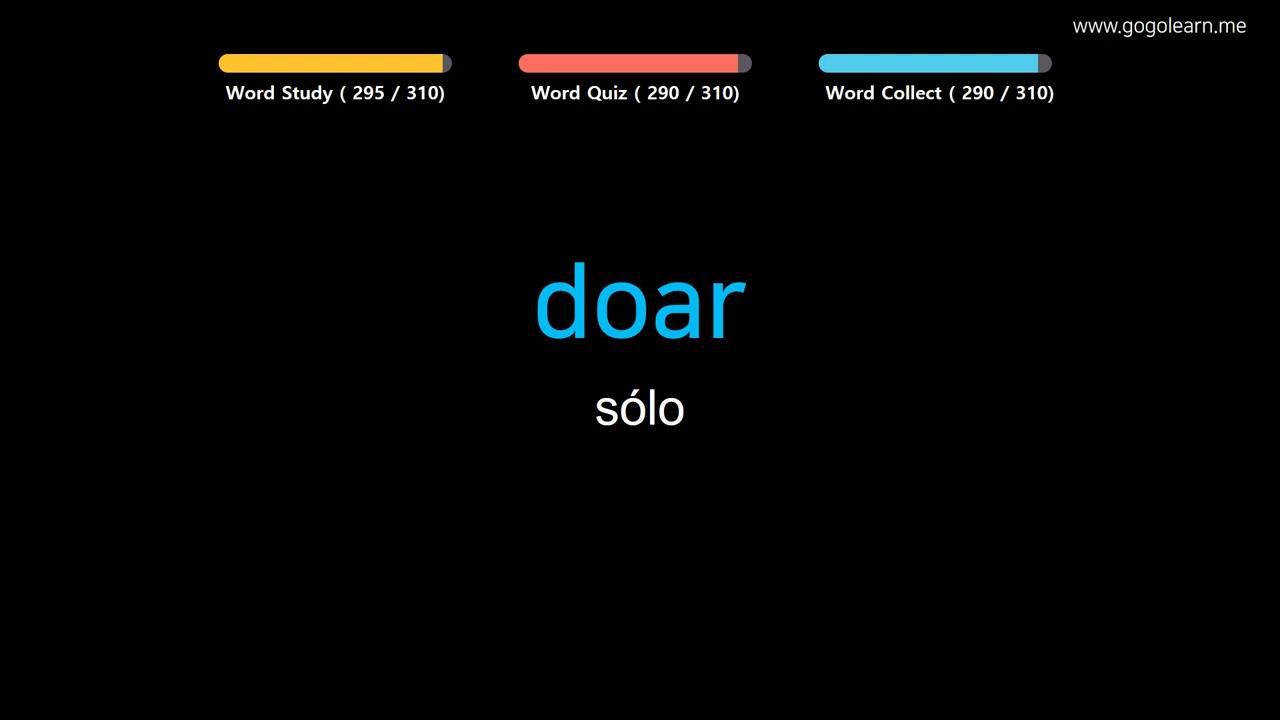 www.gogolearn.me
Word Study ( 295 / 310)
Word Quiz ( 290 / 310)
Word Collect ( 290 / 310)
doar
sólo